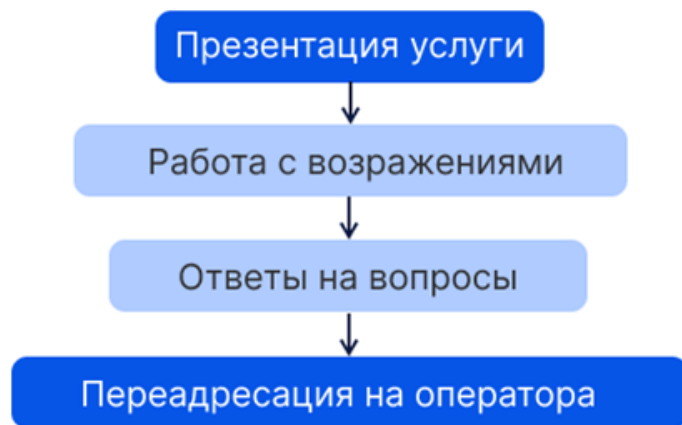 Презентация услуги
Работа с возражениями
Ответы на вопросы
Переадресация на оператора